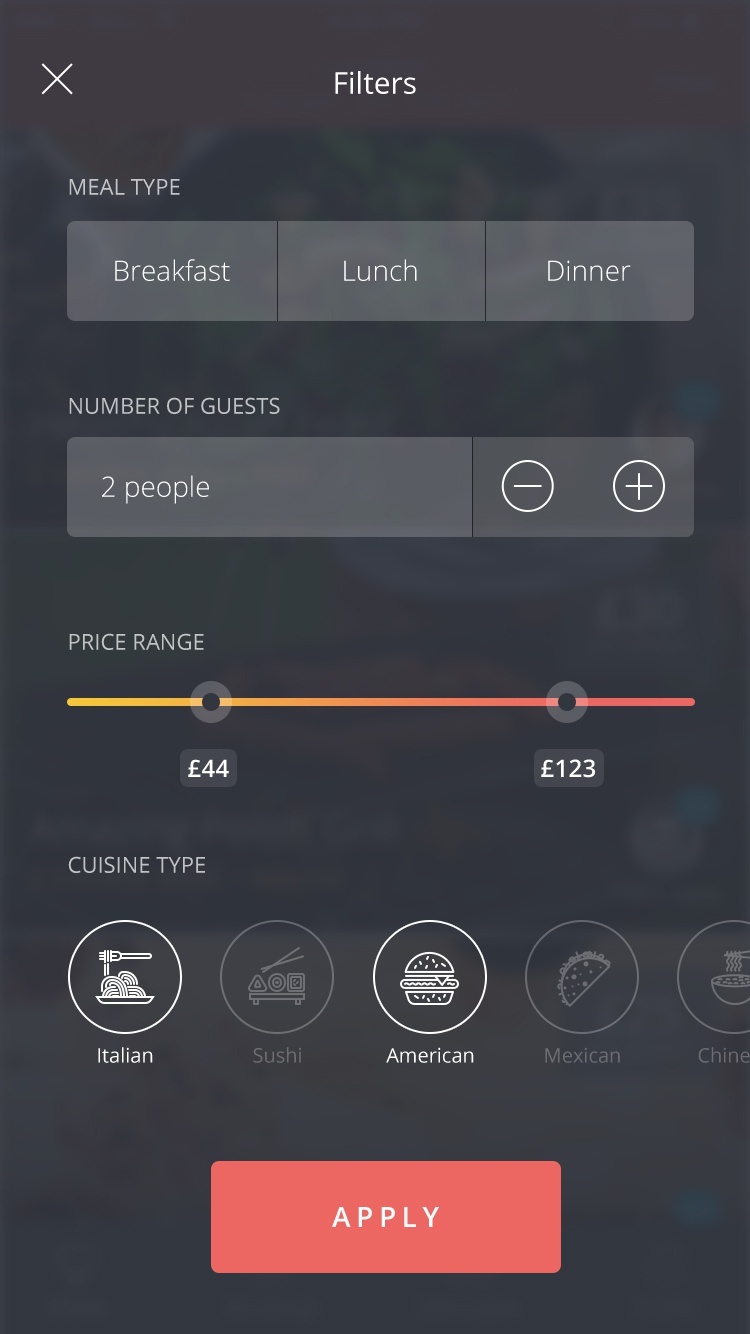 Filters
MEAL TYPE
Breakfast Lunch Dinner
NUMBER OF GUESTS
2 people
PRICE RANGE
£44 £123
CUISINE TYPE
Italian Sushi American Mexican Chine
APPLY